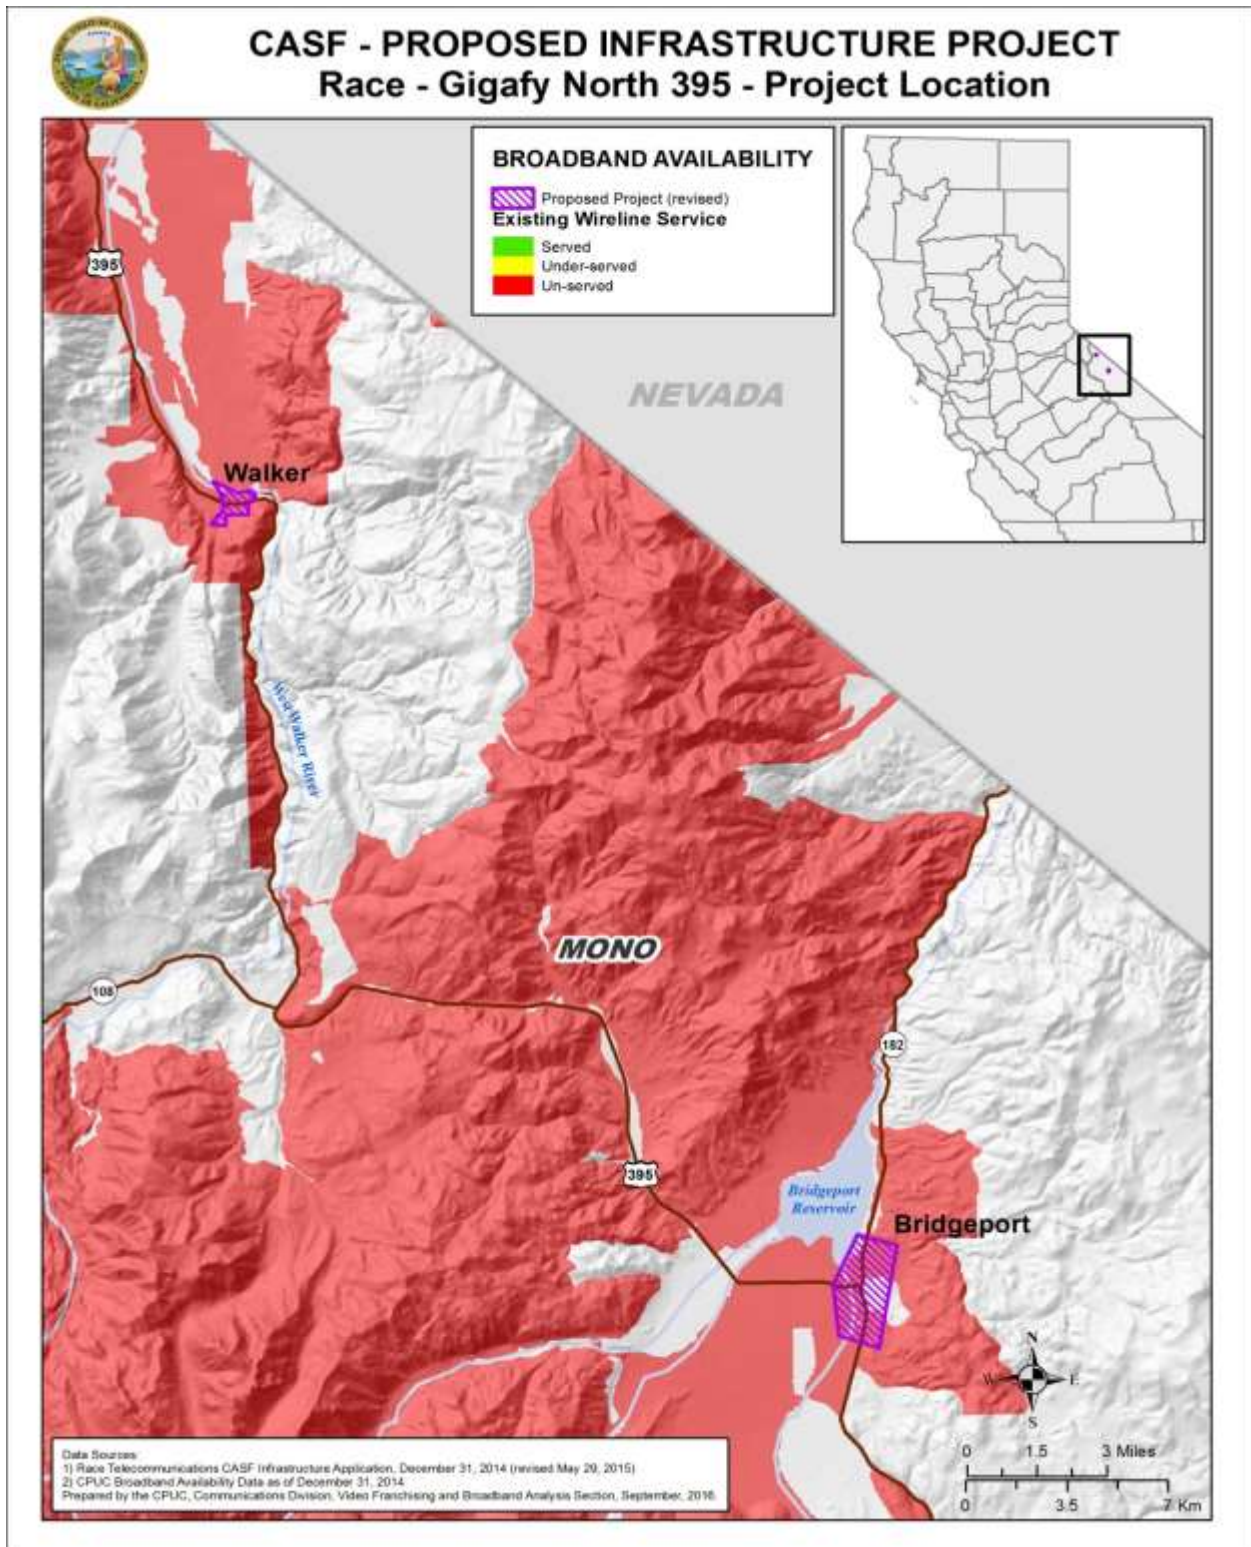 CASF - PROPOSED INFRASTRUCTURE PROJECT
Race - Gigafy North 395 - Project Location
BROADBAND AVAILABILITY
Proposed Project (revised)
Existing Wireline Service
Served
Under-served
Un-served
395
NEVADA
Walker
West Walker River
MONO
108
182
395
Bridgeport
Reservoir
Bridgeport
N
W E
S
0 1.5 3 Miles
0 3.5 7 Km
Data Sources:
1) Race Telecommunications CASF Infrastructure Application, December 31, 2014 (revised May 29, 2015)
2) CPUC Broadband Availability Data as of December 31, 2014
Prepared by the CPUC, Communications Division, Video Franchising and Broadband Analysis Section, September, 2016.